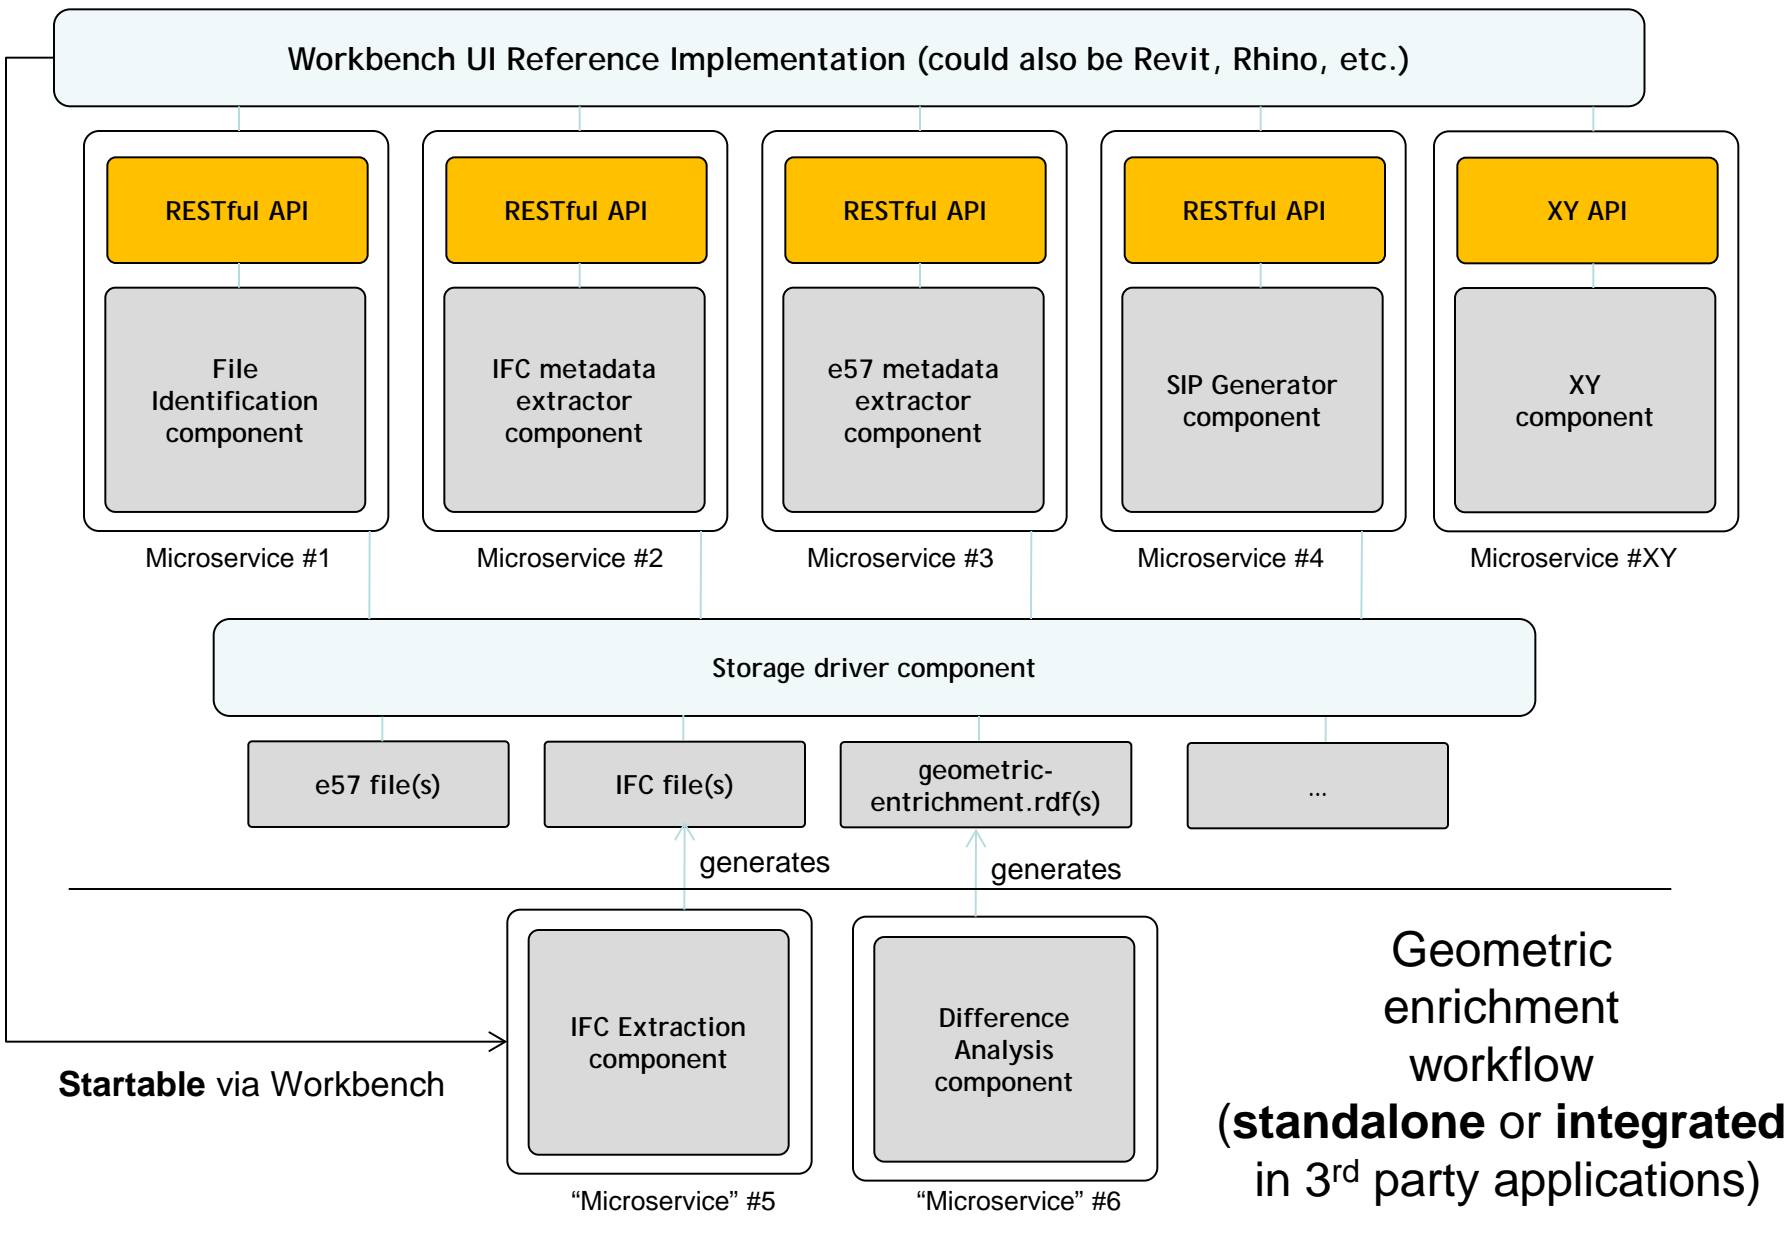 Workbench UI Reference Implementation (could also be Revit, Rhino, etc.)
RESTful API
RESTful API
RESTful API
RESTful API
XY API
File
Identification
component
IFC metadata
extractor
component
e57 metadata
extractor
component
SIP Generator
component
XY
component
Microservice #1
Microservice #2
Microservice #3
Microservice #4
Microservice #XY
Storage driver component
e57 file(s)
IFC file(s)
geometric-
entrichment.rdf(s)
...
generates
generates
IFC Extraction
component
Difference
Analysis
component
Startable via Workbench
“Microservice” #5
“Microservice” #6
Geometric
enrichment
workflow
(standalone or integrated
in 3rd party applications)